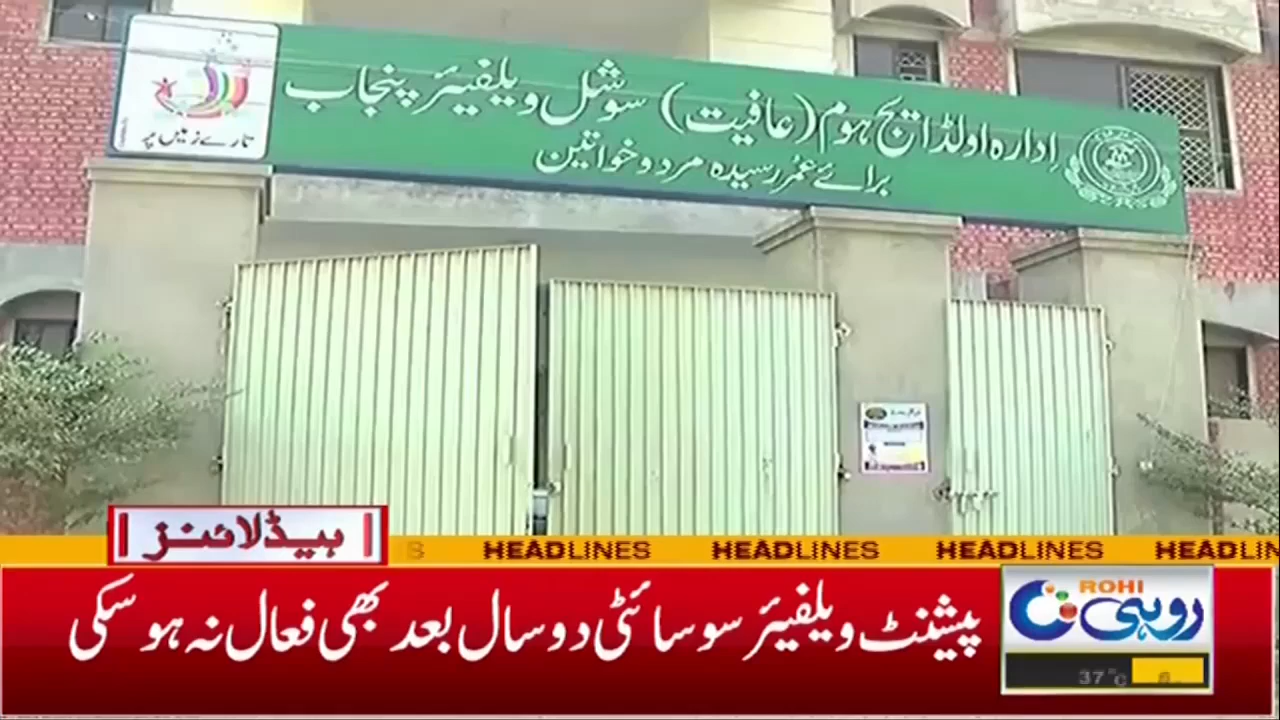 ادارہ اولڈ ایج ہوم (عافیت) سوشل ویلفیئر پنجاب
برائے عمر رسیدہ مرد و خواتین
تارے زمیں پر
ہیڈلائنز
HEADLINES HEADLINES HEADLINES HEADLIN
پیشنٹ ویلفیئر سوسائٹی دو سال بعد بھی فعال نہ ہو سکی
ROHI
روہی
37°C